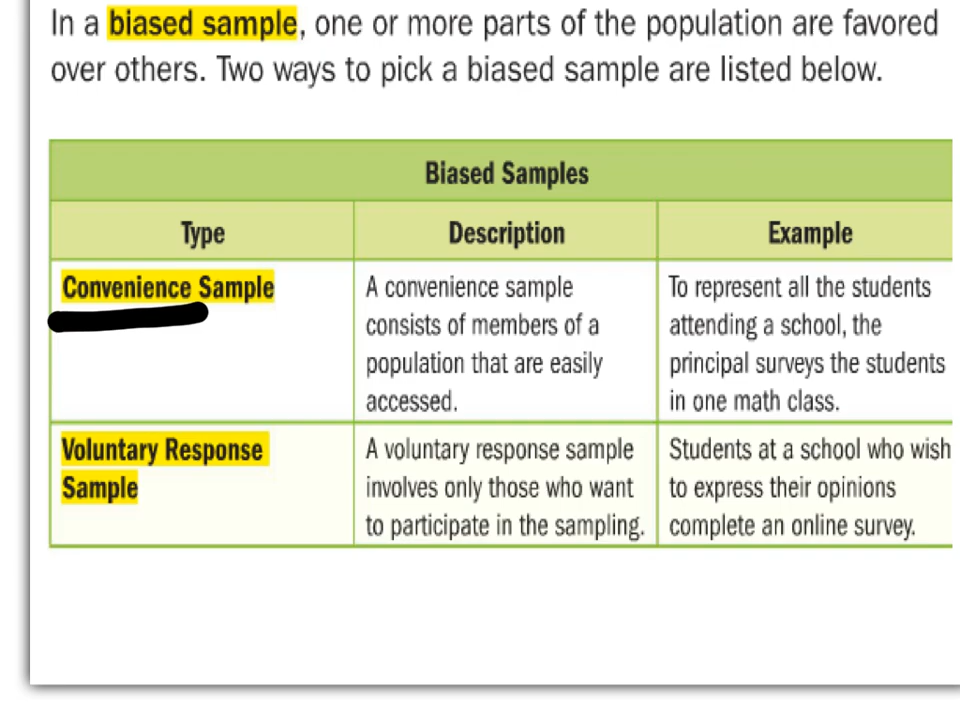 In a biased sample, one or more parts of the population are favored
over others. Two ways to pick a biased sample are listed below.
Biased Samples
Type
Description
Example
Convenience Sample
A convenience sample
consists of members of a
population that are easily
accessed.
To represent all the students
attending a school, the
principal surveys the students
in one math class.
Voluntary Response
Sample
A voluntary response sample
involves only those who want
to participate in the sampling.
Students at a school who wish
to express their opinions
complete an online survey.